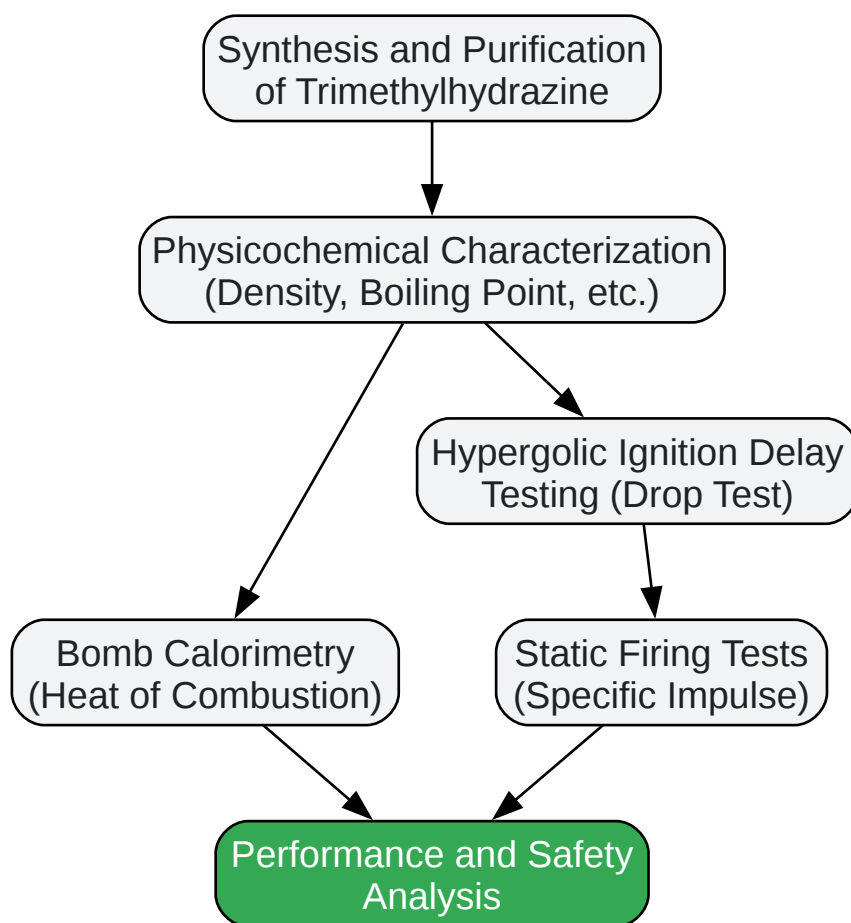 Synthesis and Purification
of Trimethylhydrazine
Physicochemical Characterization
(Density, Boiling Point, etc.)
Hypergolic Ignition Delay
Testing (Drop Test)
Bomb Calorimetry
(Heat of Combustion)
Static Firing Tests
(Specific Impulse)
Performance and Safety
Analysis